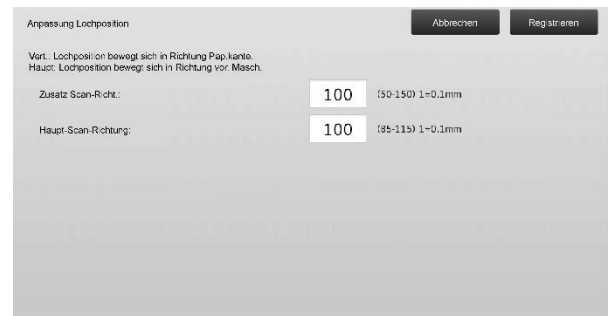 Anpassung Lochposition
Abbrechen
Registrieren
Vert.: Lochposition bewegt sich in Richtung Pap.kante.
Haupt: Lochposition bewegt sich in Richtung vor. Masch.
Zusatz Scan-Richt.: 100 (50-150) 1=0.1mm
Haupt-Scan-Richtung: 100 (85-115) 1=0.1mm